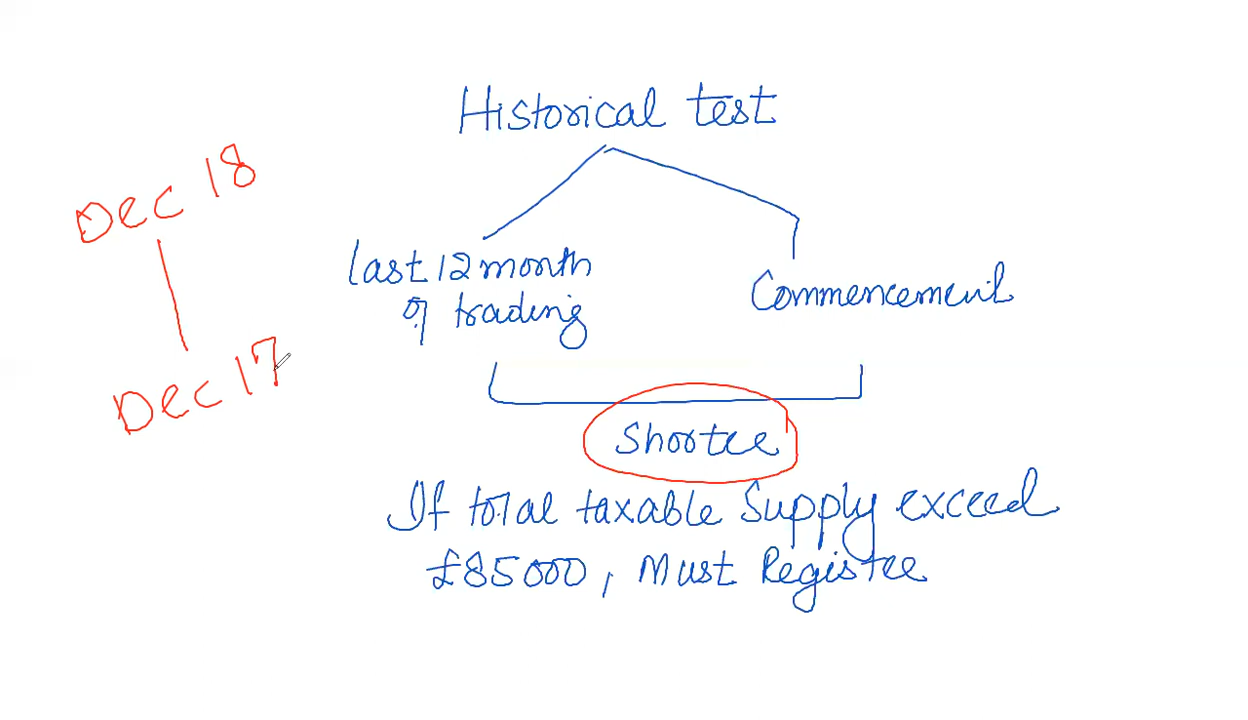 Historical test
Dec 18
last 12 month
of trading
Commencement
Dec 17
Shorter
If total taxable Supply exceed
£85000, Must Register